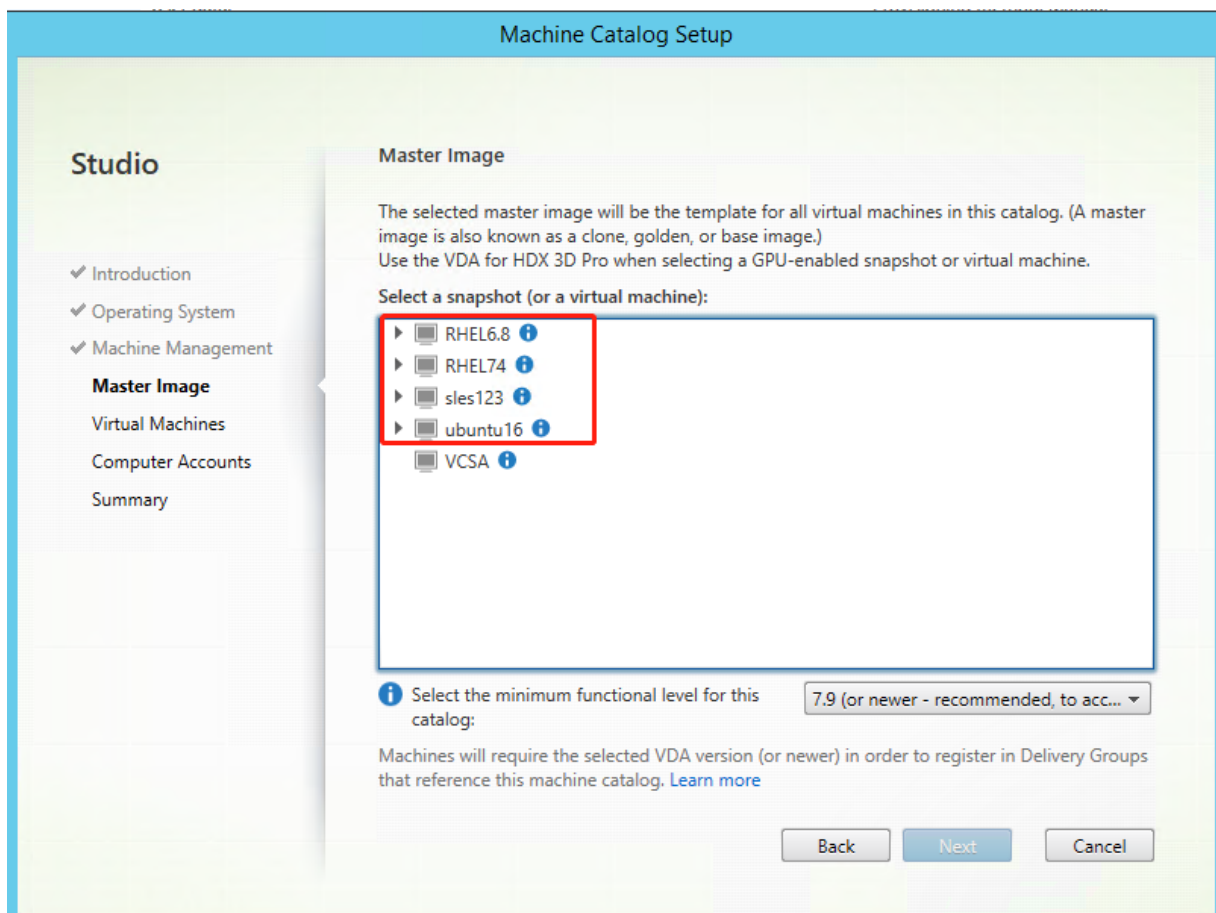 Machine Catalog Setup
Studio
Introduction
Operating System
Machine Management
Master Image
Virtual Machines
Computer Accounts
Summary
Master Image
The selected master image will be the template for all virtual machines in this catalog. (A master
image is also known as a clone, golden, or base image.)
Use the VDA for HDX 3D Pro when selecting a GPU-enabled snapshot or virtual machine.
Select a snapshot (or a virtual machine):
RHEL6.8
RHEL74
sles123
ubuntu16
VCSA
Select the minimum functional level for this
catalog:
7.9 (or newer - recommended, to acc...
Machines will require the selected VDA version (or newer) in order to register in Delivery Groups
that reference this machine catalog. Learn more
Back
Next
Cancel